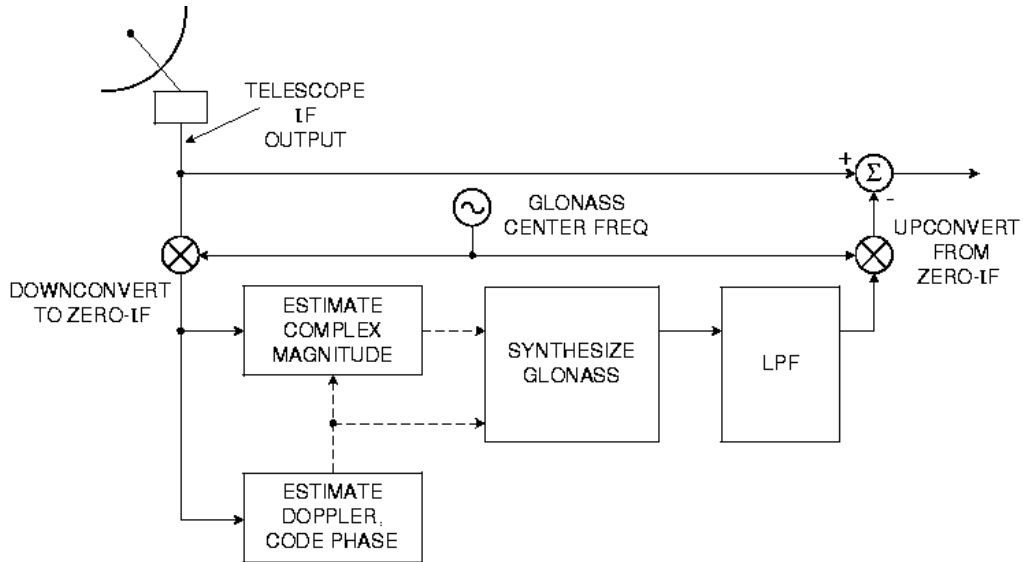 TELESCOPE
IF
OUTPUT
+
Σ
-
GLONASS
CENTER FREQ
UPCONVERT
FROM
ZERO-IF
DOWNCONVERT
TO ZERO-IF
ESTIMATE
COMPLEX
MAGNITUDE
SYNTHESIZE
GLONASS
LPF
ESTIMATE
DOPPLER,
CODE PHASE